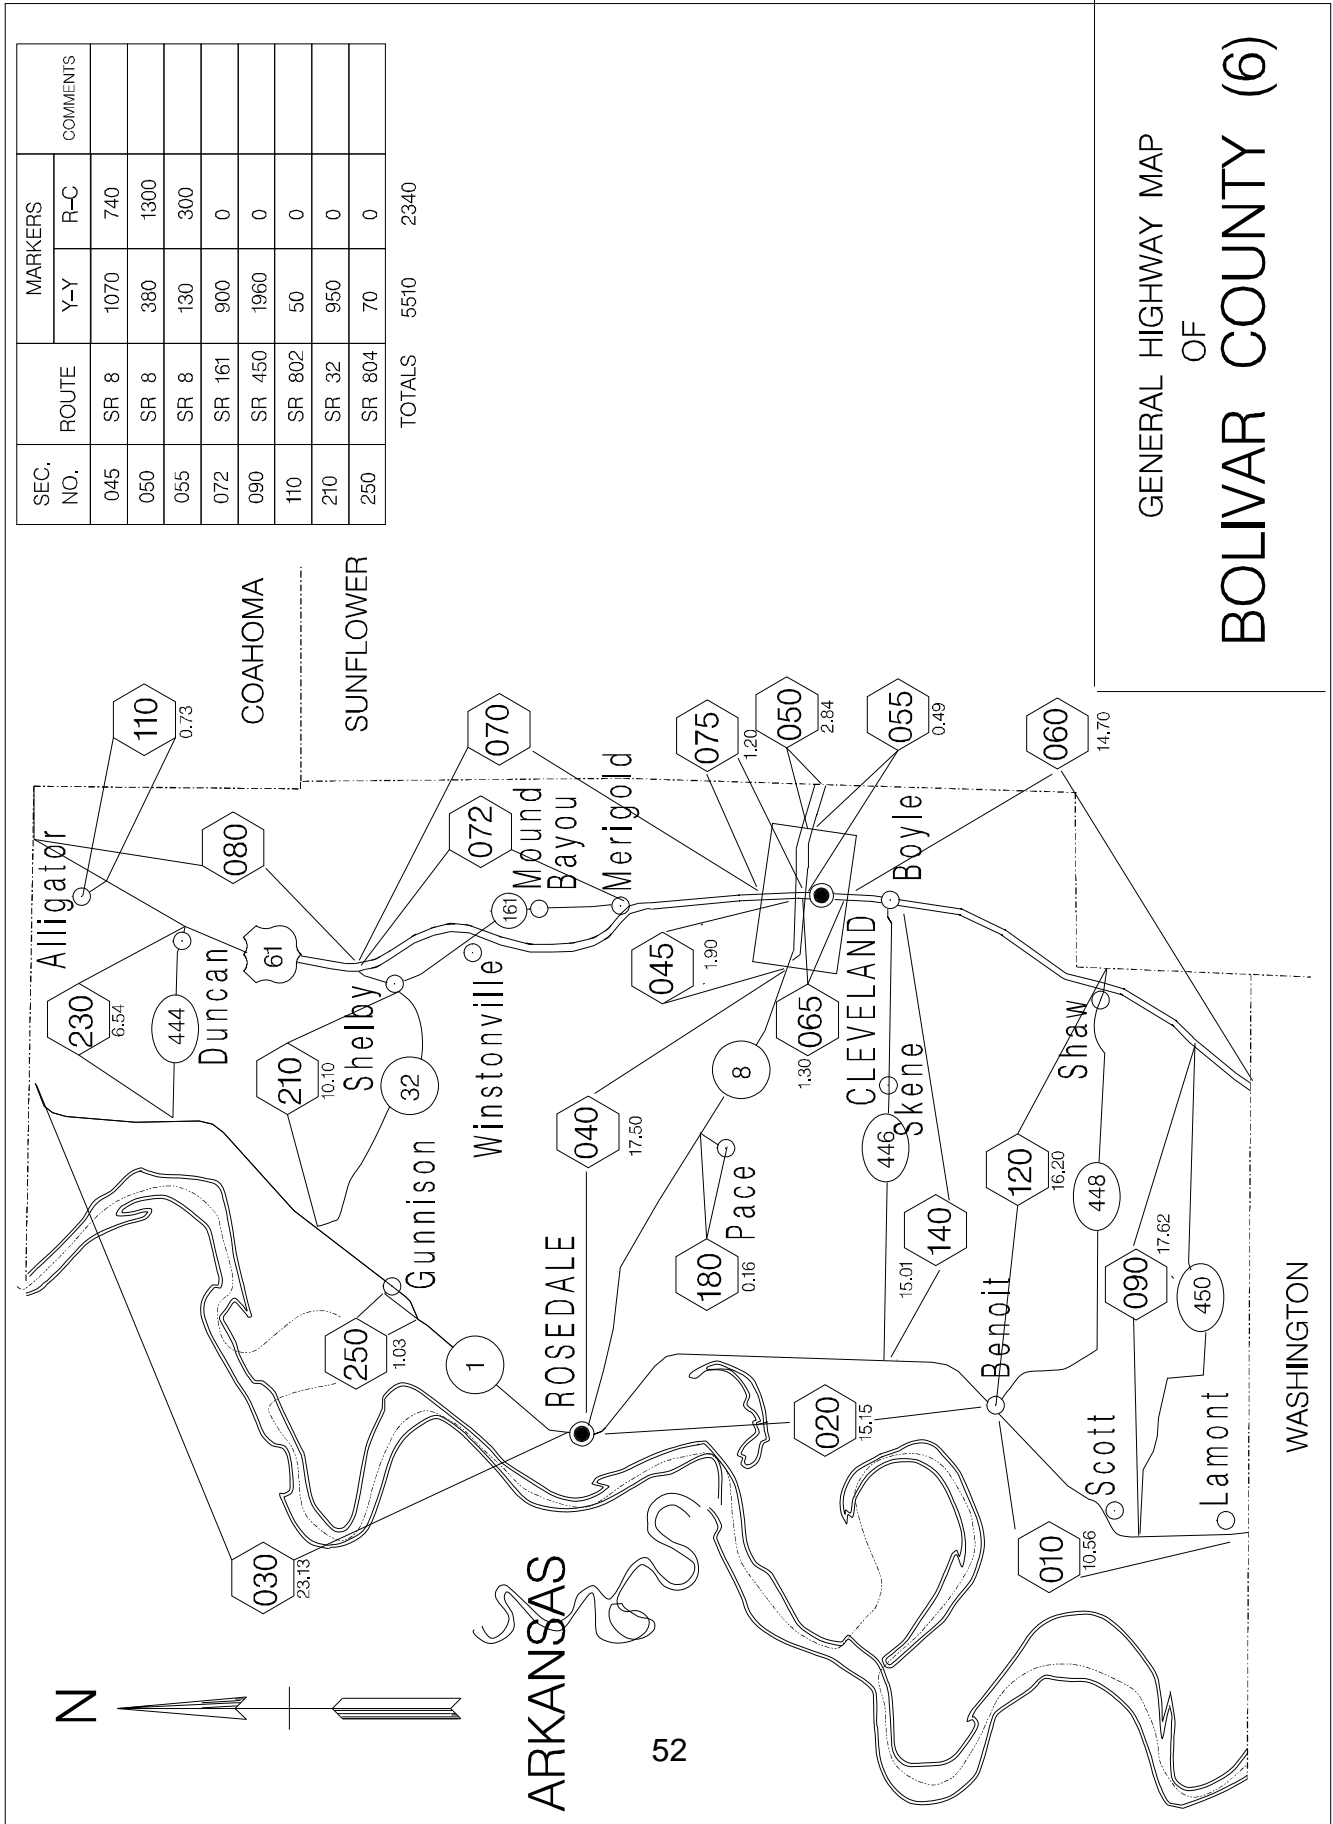 SEC. NO. ROUTE MARKERS COMMENTS
Y-Y R-C
045 SR 8 1070 740
050 SR 8 380 1300
055 SR 8 130 300
072 SR 161 900 0
090 SR 450 1960 0
110 SR 802 50 0
210 SR 32 950 0
250 SR 804 70 0
TOTALS 5510 2340
N
COAHOMA
SUNFLOWER
110
0.73
Alligator
080
230
6.54
444
Duncan
61
030
23.13
210
10.10
Shelby
32
070
072
161
Mound
Bayou
Merigold
Winstonville
Gunnison
250
1.03
1
ARKANSAS
ROSEDALE
040
17.50
045
1.90
075
1.20
050
2.84
055
0.49
065
1.30
8
180
0.16
Pace
CLEVELAND
Boyle
060
14.70
Skene
446
140
15.01
020
15.15
Shaw
120
16.20
448
Benoit
090
17.62
450
Scott
010
10.56
Lamont
WASHINGTON
GENERAL HIGHWAY MAP
OF
BOLIVAR COUNTY (6)
52